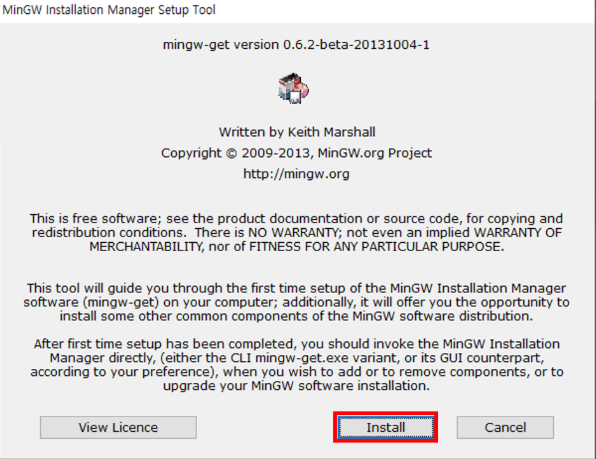 MinGW Installation Manager Setup Tool
mingw-get version 0.6.2-beta-20131004-1
Written by Keith Marshall
Copyright © 2009-2013, MinGW.org Project
http://mingw.org
This is free software; see the product documentation or source code, for copying and
redistribution conditions.  There is NO WARRANTY; not even an implied WARRANTY OF
MERCHANTABILITY, nor of FITNESS FOR ANY PARTICULAR PURPOSE.
This tool will guide you through the first time setup of the MinGW Installation Manager
software (mingw-get) on your computer; additionally, it will offer you the opportunity to
install some other common components of the MinGW software distribution.
After first time setup has been completed, you should invoke the MinGW Installation
Manager directly, (either the CLI mingw-get.exe variant, or its GUI counterpart,
according to your preference), when you wish to add or to remove components, or to
upgrade your MinGW software installation.
View Licence
Install
Cancel